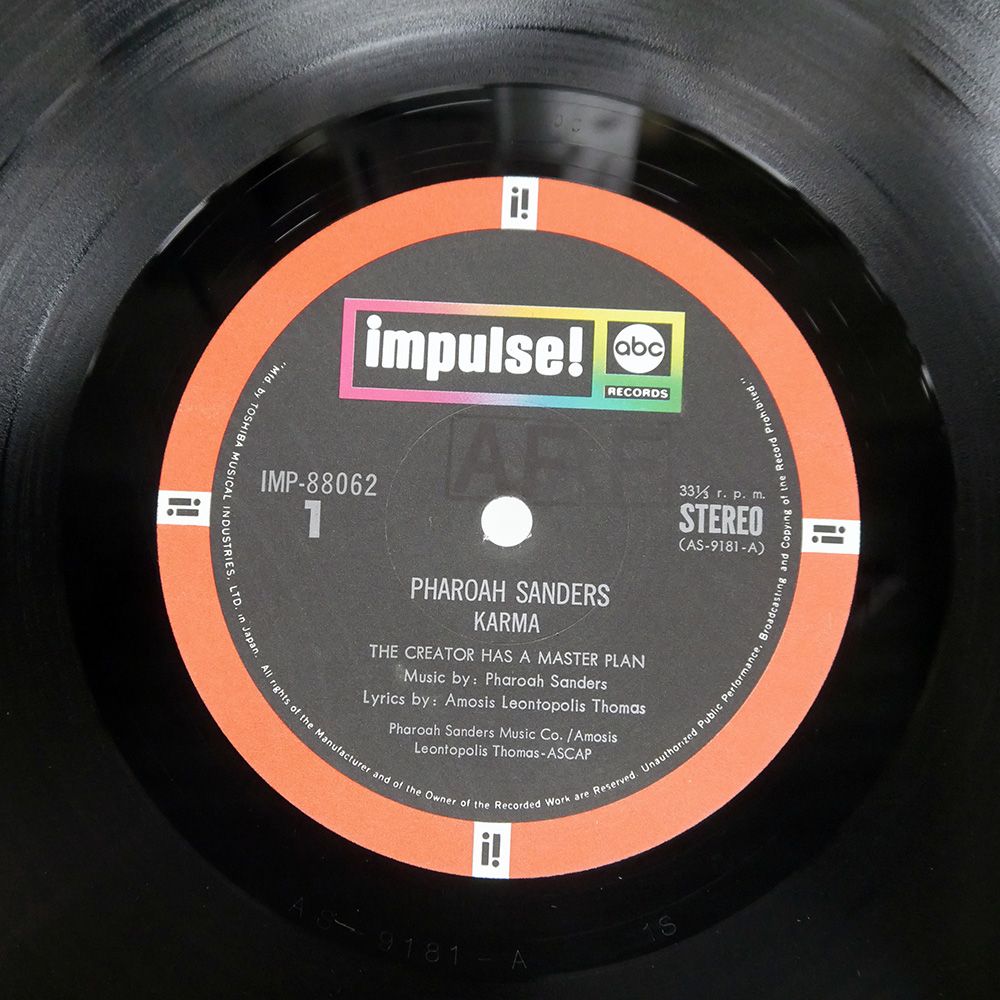 i!
impulse!
abc
RECORDS
IMP-88062
1
33⅓ r. p. m.
STEREO
(AS-9181-A)
i!
i!
PHAROAH SANDERS
KARMA
THE CREATOR HAS A MASTER PLAN
Music by: Pharoah Sanders
Lyrics by: Amosis Leontopolis Thomas
Pharoah Sanders Music Co. /Amosis
Leontopolis Thomas-ASCAP
"Mfd. by TOSHIBA MUSICAL INDUSTRIES, LTD. in Japan. All rights of the Manufacturer and of the Owner of the Recorded Work are Reserved. Unauthorized Public Performance, Broadcasting and Copying of the Record Prohibited."
i!
AS-9181-A 1S